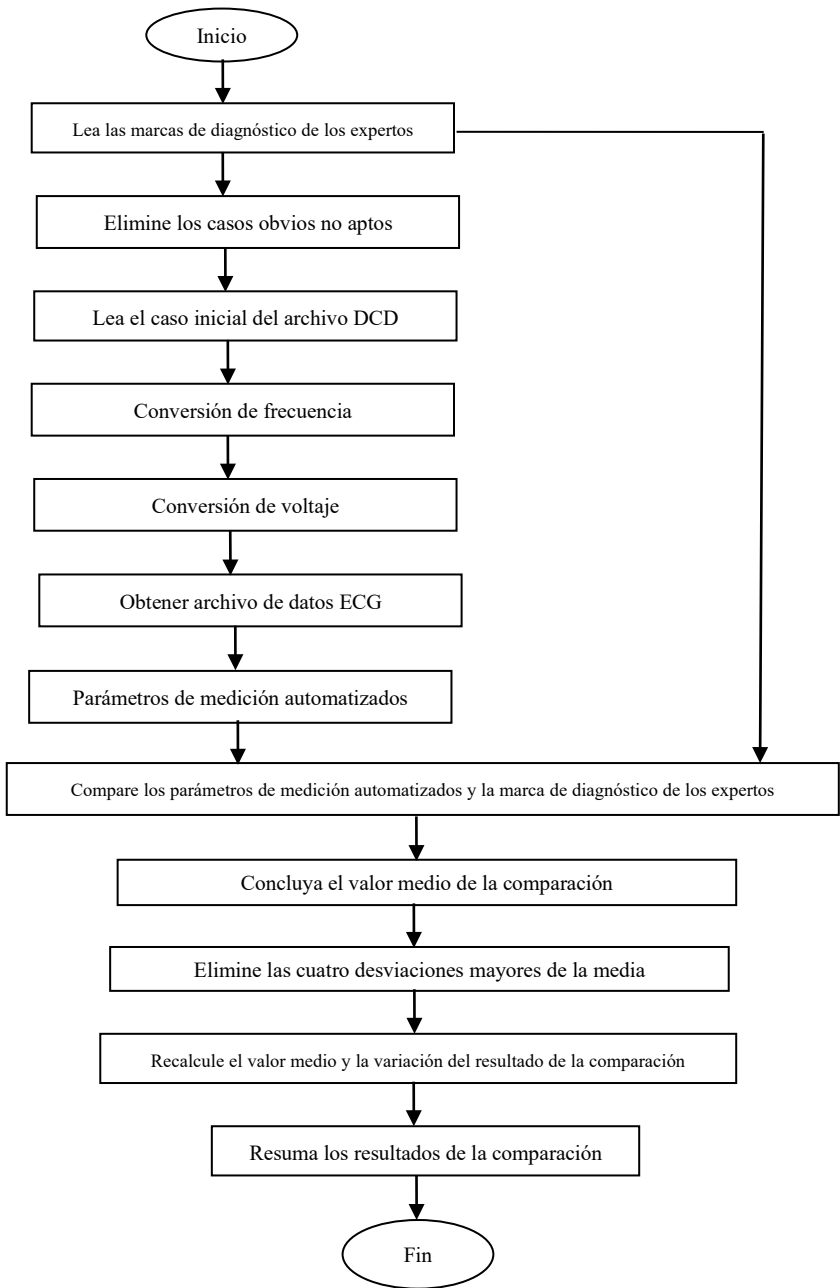 Inicio
Lea las marcas de diagnóstico de los expertos
Elimine los casos obvios no aptos
Lea el caso inicial del archivo DCD
Conversión de frecuencia
Conversión de voltaje
Obtener archivo de datos ECG
Parámetros de medición automatizados
Compare los parámetros de medición automatizados y la marca de diagnóstico de los expertos
Concluya el valor medio de la comparación
Elimine las cuatro desviaciones mayores de la media
Recalcule el valor medio y la variación del resultado de la comparación
Resuma los resultados de la comparación
Fin